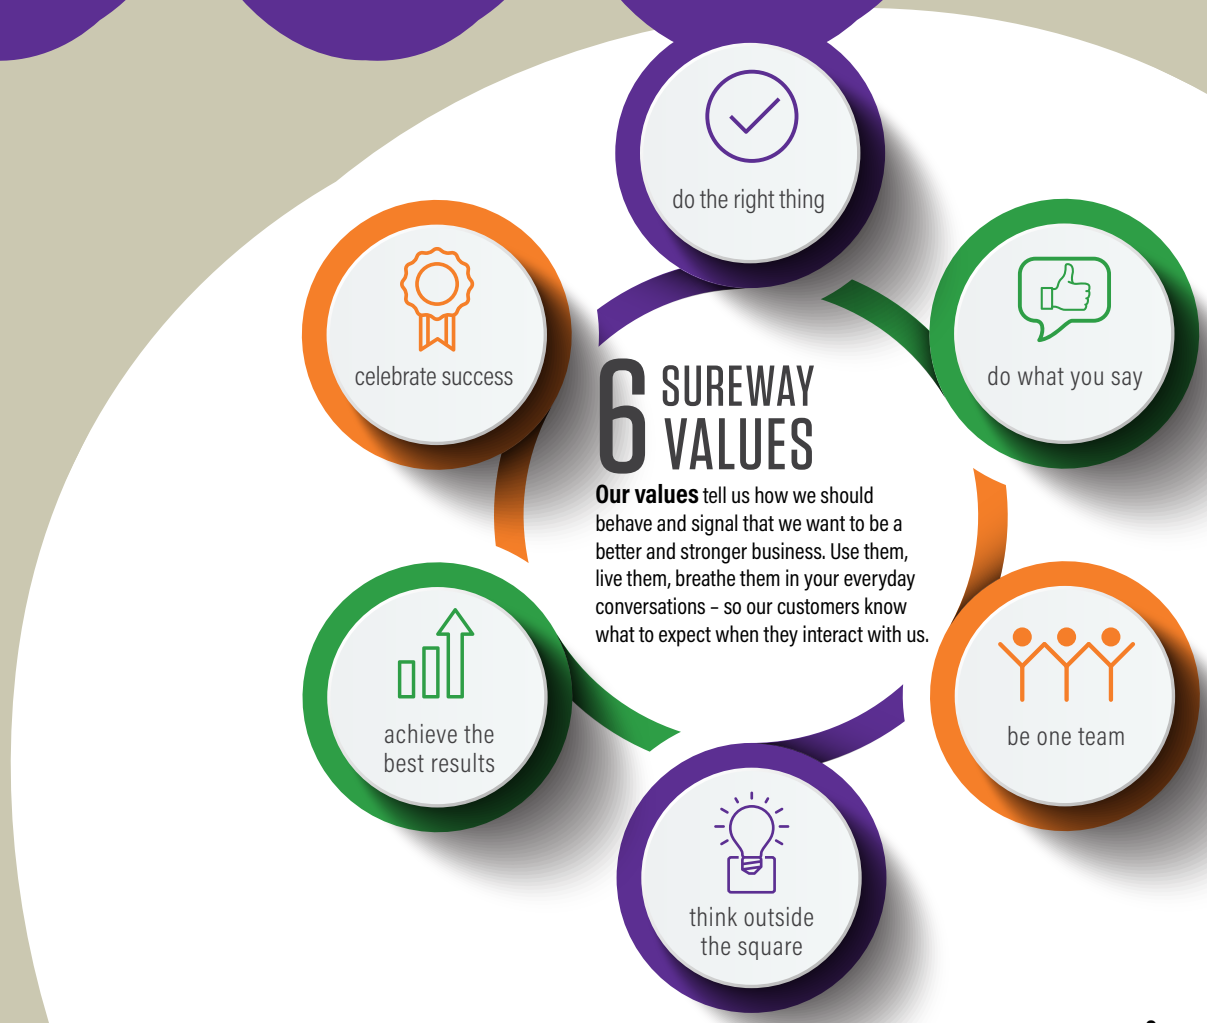 do the right thing
do what you say
be one team
think outside
the square
achieve the
best results
celebrate success
6 SUREWAY
VALUES
Our values tell us how we should
behave and signal that we want to be a
better and stronger business. Use them,
live them, breathe them in your everyday
conversations – so our customers know
what to expect when they interact with us.